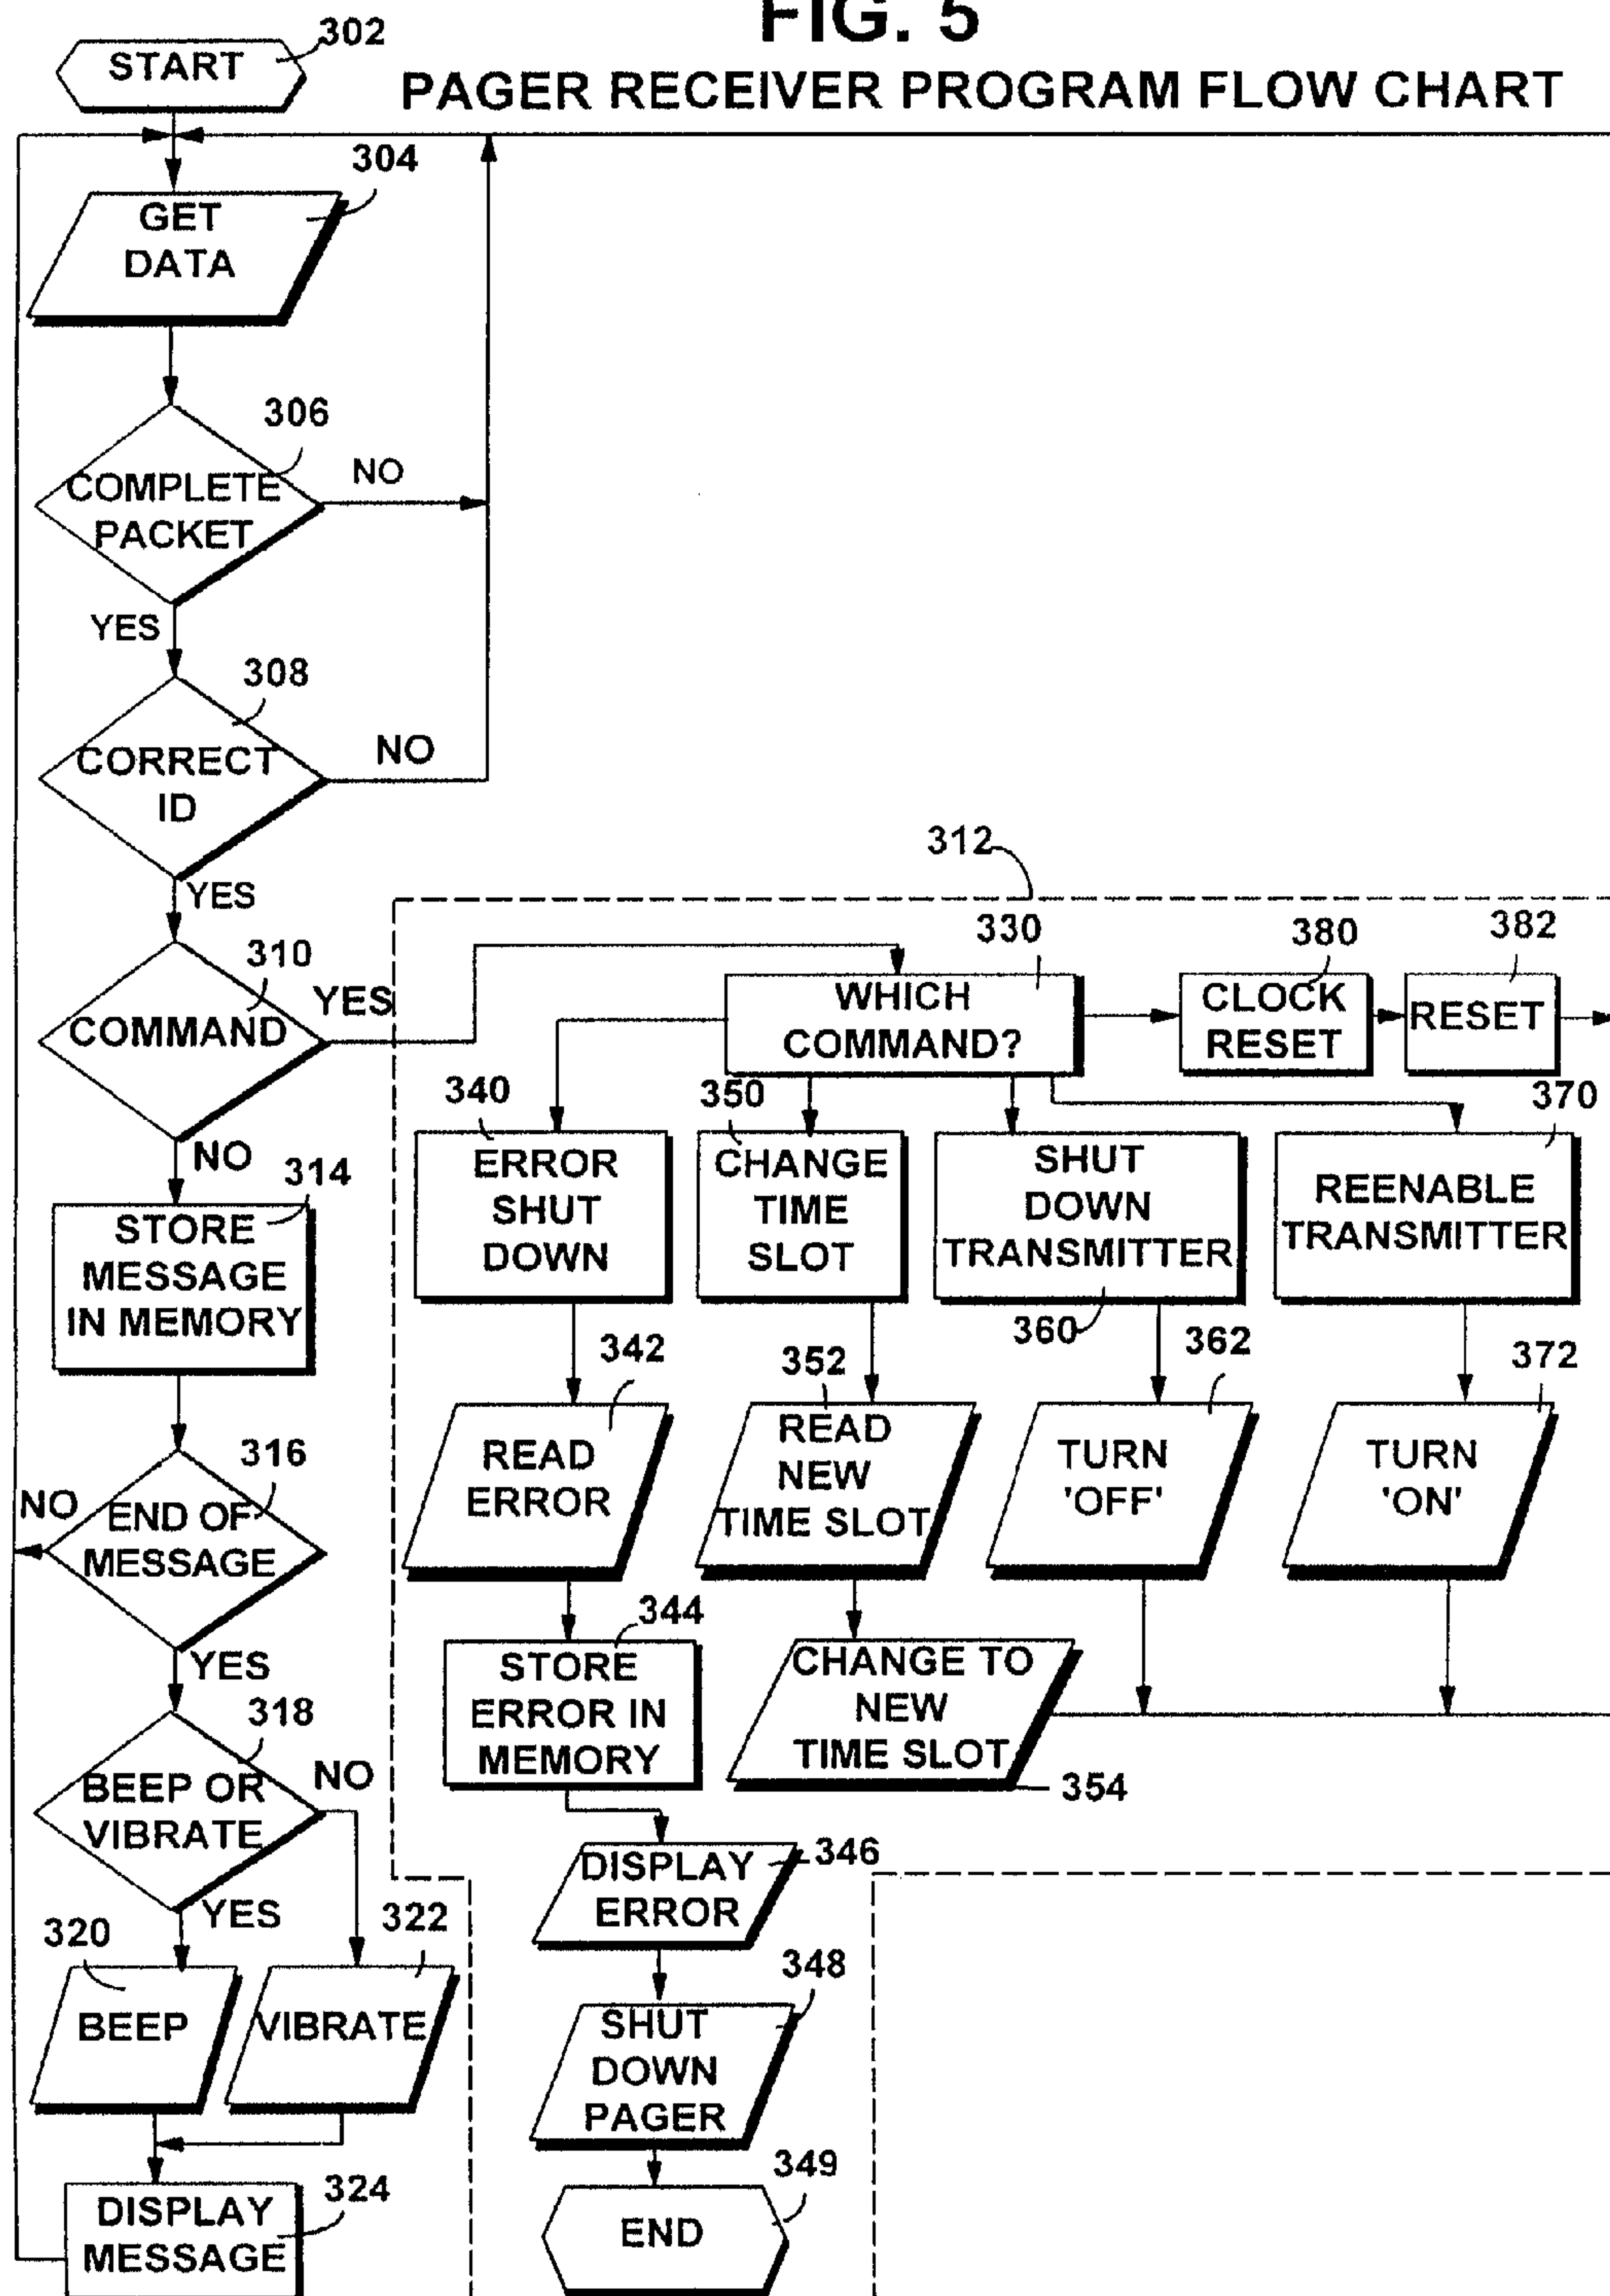 FIG. 5
PAGER RECEIVER PROGRAM FLOW CHART
302
START
304
GET
DATA
306
COMPLETE
PACKET
NO
YES
308
CORRECT
ID
NO
YES
310
COMMAND
YES
NO
314
STORE
MESSAGE
IN MEMORY
316
END OF
MESSAGE
NO
YES
318
BEEP OR
VIBRATE
NO
YES
320
BEEP
322
VIBRATE
324
DISPLAY
MESSAGE
312
330
WHICH
COMMAND?
380
CLOCK
RESET
382
RESET
340
ERROR
SHUT
DOWN
342
READ
ERROR
344
STORE
ERROR IN
MEMORY
346
DISPLAY
ERROR
348
SHUT
DOWN
PAGER
349
END
350
CHANGE
TIME
SLOT
352
READ
NEW
TIME SLOT
CHANGE TO
NEW
TIME SLOT
354
SHUT
DOWN
TRANSMITTER
360
362
TURN
'OFF'
370
REENABLE
TRANSMITTER
372
TURN
'ON'